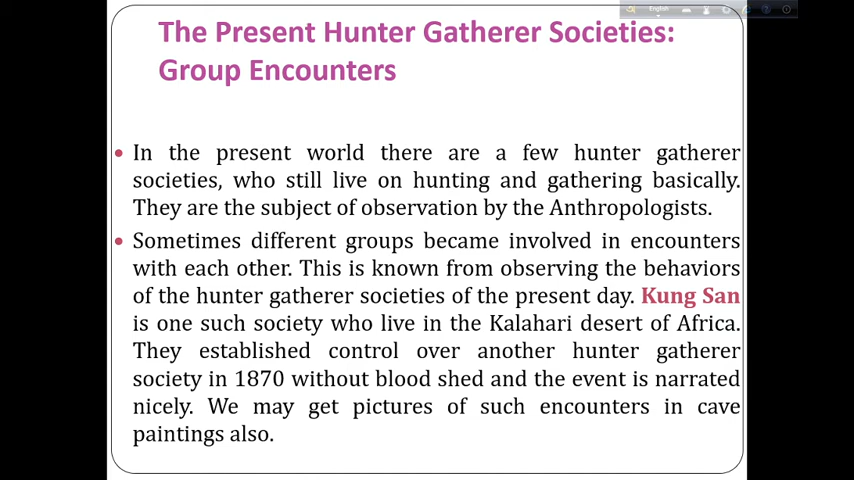 English
The Present Hunter Gatherer Societies:
Group Encounters
• In the present world there are a few hunter gatherer
societies, who still live on hunting and gathering basically.
They are the subject of observation by the Anthropologists.
• Sometimes different groups became involved in encounters
with each other. This is known from observing the behaviors
of the hunter gatherer societies of the present day. Kung San
is one such society who live in the Kalahari desert of Africa.
They established control over another hunter gatherer
society in 1870 without blood shed and the event is narrated
nicely. We may get pictures of such encounters in cave
paintings also.